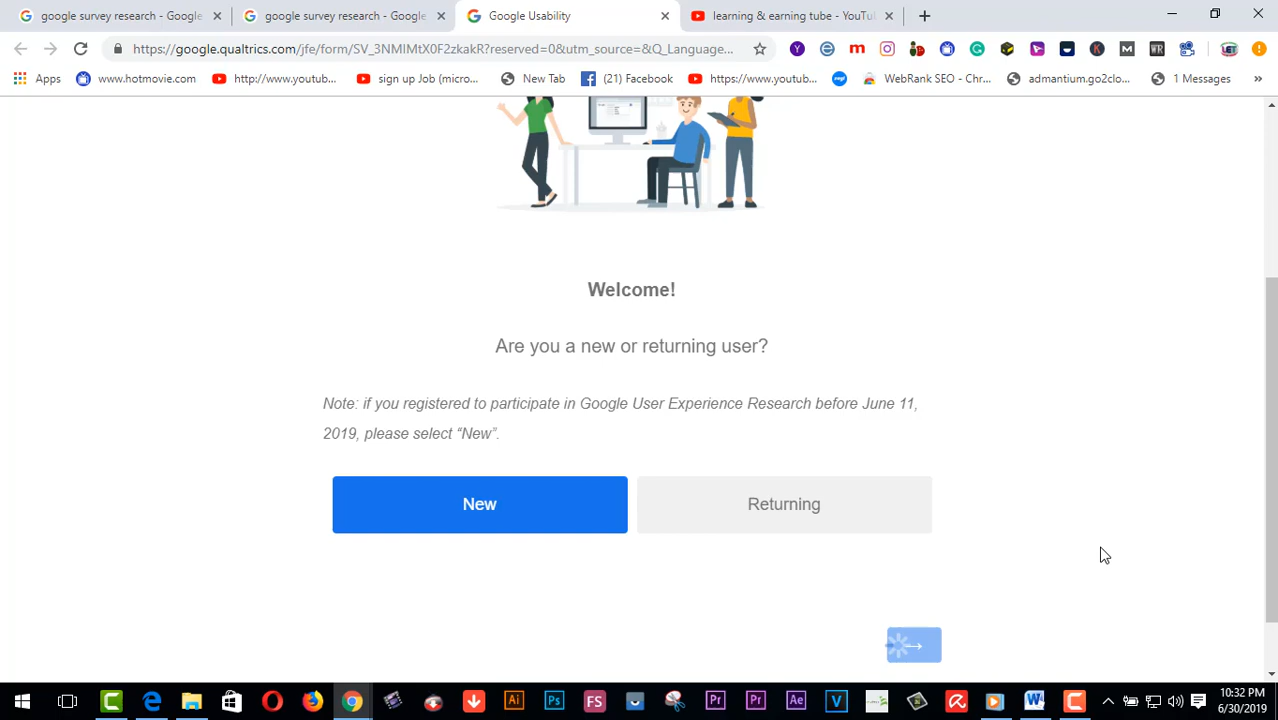 google survey research - Google
google survey research - Google
Google Usability
learning & earning tube - YouTu
https://google.qualtrics.com/jfe/form/SV_3NMIMtX0F2zkakR?reserved=0&utm_source=&Q_Language...
Apps
www.hotmovie.com
http://www.youtub...
sign up Job (micro...
New Tab
(21) Facebook
https://www.youtub...
WebRank SEO - Chr...
admantium.go2clo...
1 Messages
Welcome!
Are you a new or returning user?
Note: if you registered to participate in Google User Experience Research before June 11,
2019, please select “New”.
New
Returning
10:32 PM
6/30/2019